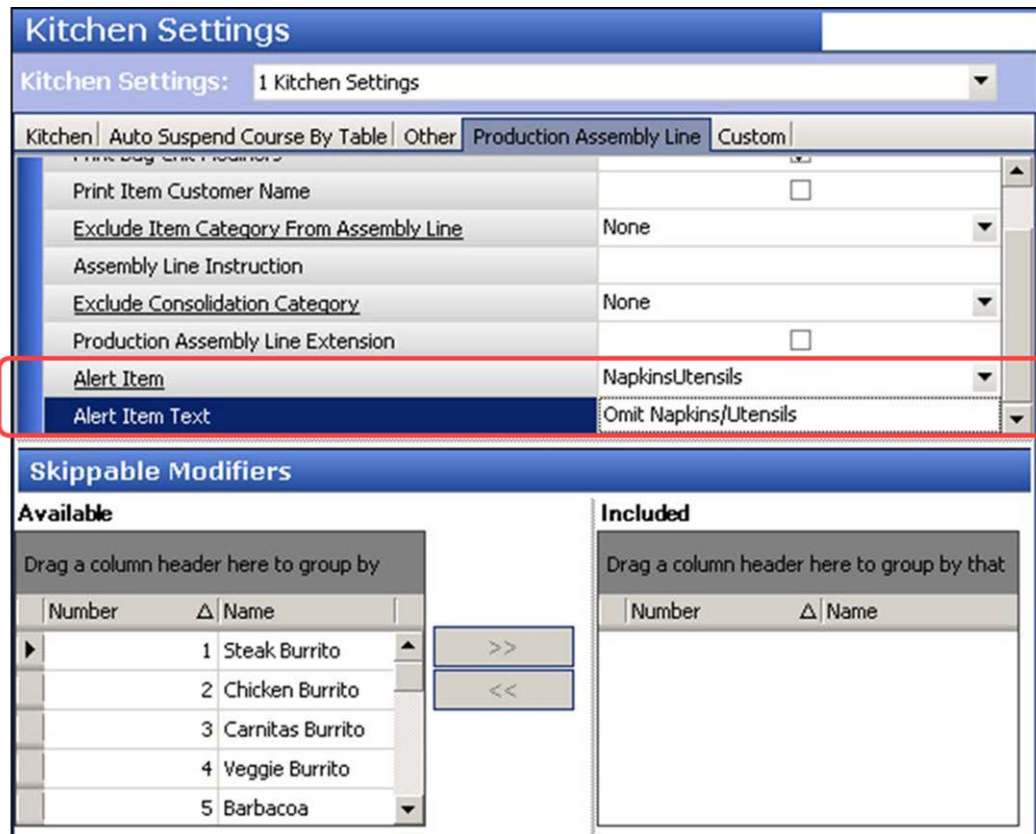 Kitchen Settings
Kitchen Settings: 1 Kitchen Settings
Kitchen Auto Suspend Course By Table Other Production Assembly Line Custom
Print Bag Chit Modifiers
Print Item Customer Name
Exclude Item Category From Assembly Line None
Assembly Line Instruction
Exclude Consolidation Category None
Production Assembly Line Extension
Alert Item NapkinsUtensils
Alert Item Text Omit Napkins/Utensils
Skippable Modifiers
Available Included
Drag a column header here to group by Drag a column header here to group by that
Number Name Number Name
1 Steak Burrito >>
2 Chicken Burrito <<
3 Carnitas Burrito
4 Veggie Burrito
5 Barbacoa